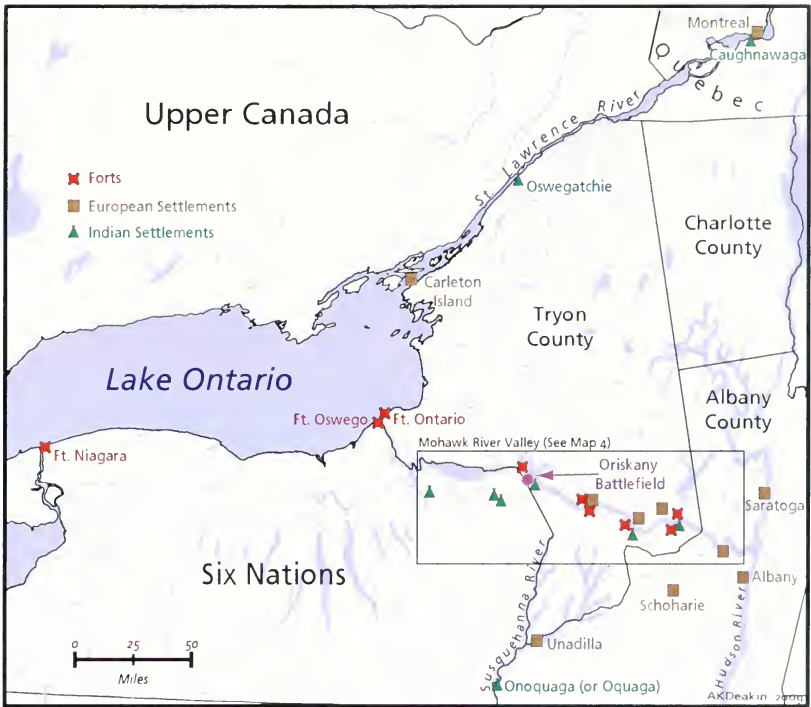 Montreal
Caughnawaga
Quebec
Upper Canada
St. Lawrence River
Forts
European Settlements
Indian Settlements
Oswegatchie
Charlotte
County
Carleton
Island
Tryon
County
Lake Ontario
Albany
County
Ft. Oswego
Ft. Ontario
Mohawk River Valley (See Map 4)
Ft. Niagara
Oriskany
Battlefield
Saratoga
Six Nations
Susquehanna River
Albany
Schoharie
Hudson River
Unadilla
0 25 50
Miles
Onoquaga (or Oquaga)
AKDeakin 2009